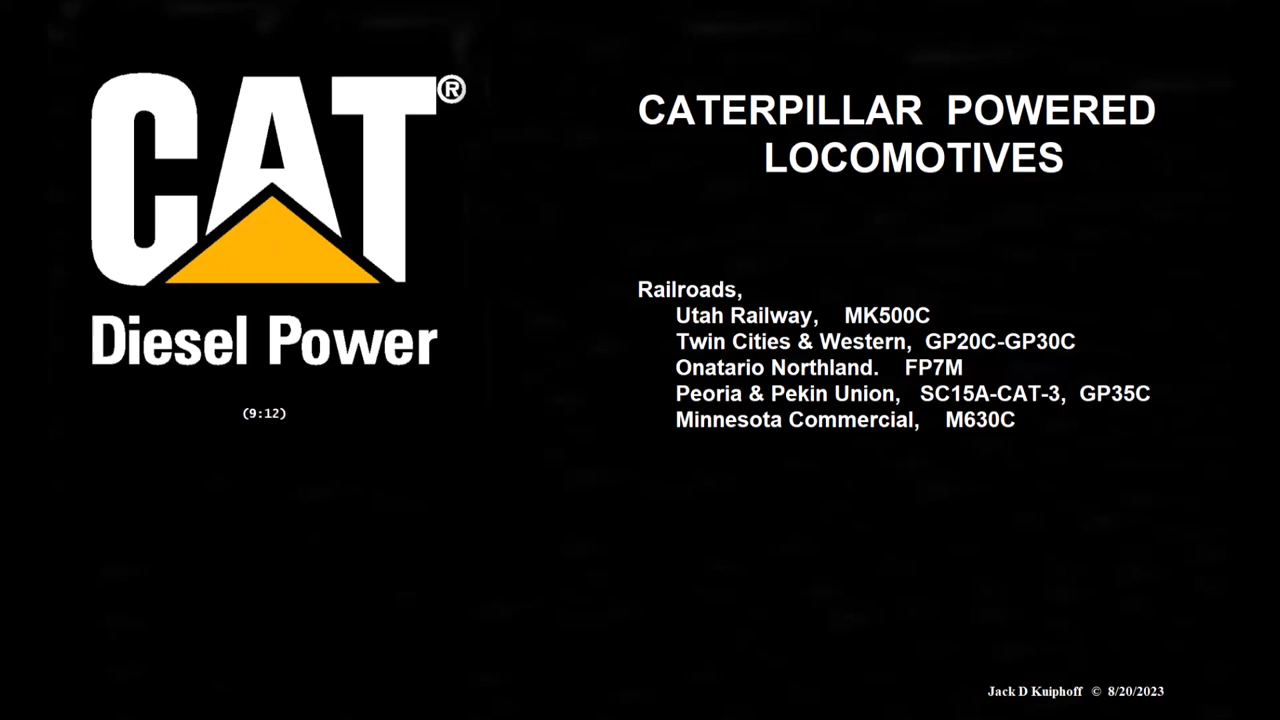 CAT®
Diesel Power
(9:12)
CATERPILLAR POWERED
LOCOMOTIVES
Railroads,
Utah Railway, MK500C
Twin Cities & Western, GP20C-GP30C
Onatario Northland. FP7M
Peoria & Pekin Union, SC15A-CAT-3, GP35C
Minnesota Commercial, M630C
Jack D Kuiphoff © 8/20/2023